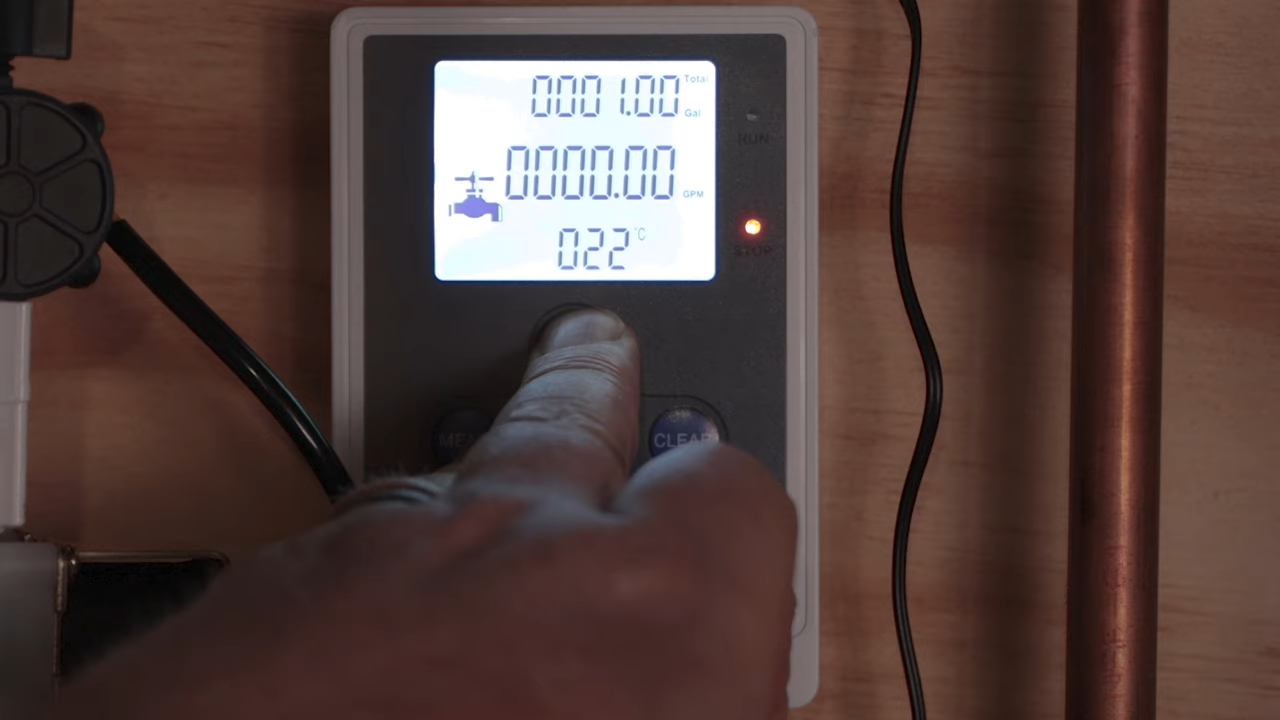 0001.00 Total
Gal
RUN
0000.00 GPM
022 °C
STOP
CLEAR